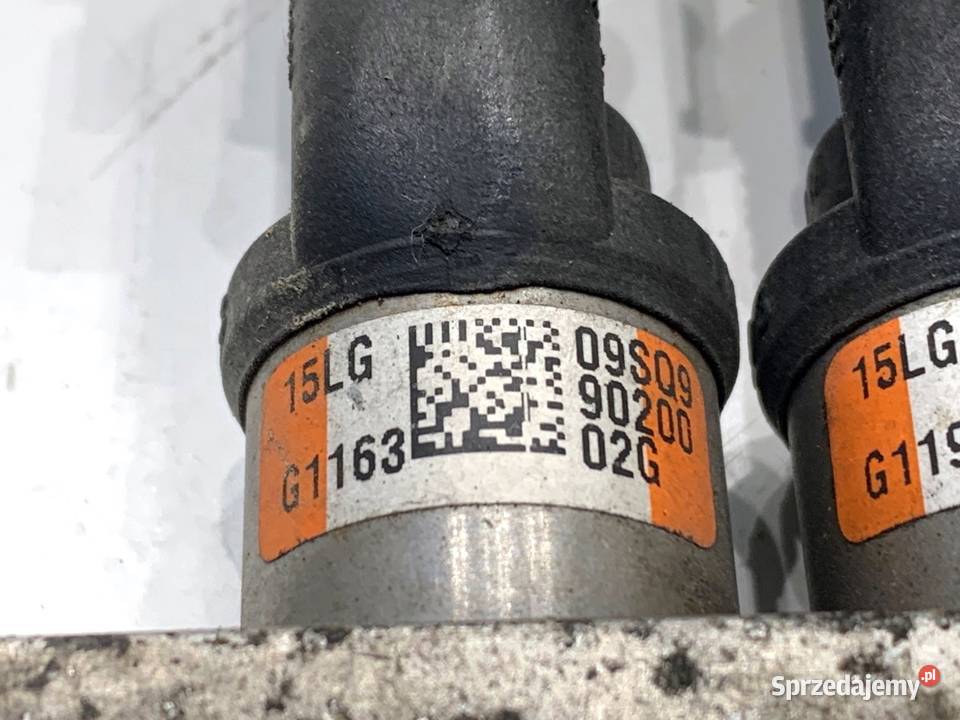 15LG 09SQ9
90200
G1163 02G
15LG
G119
Sprzedajemy.pl